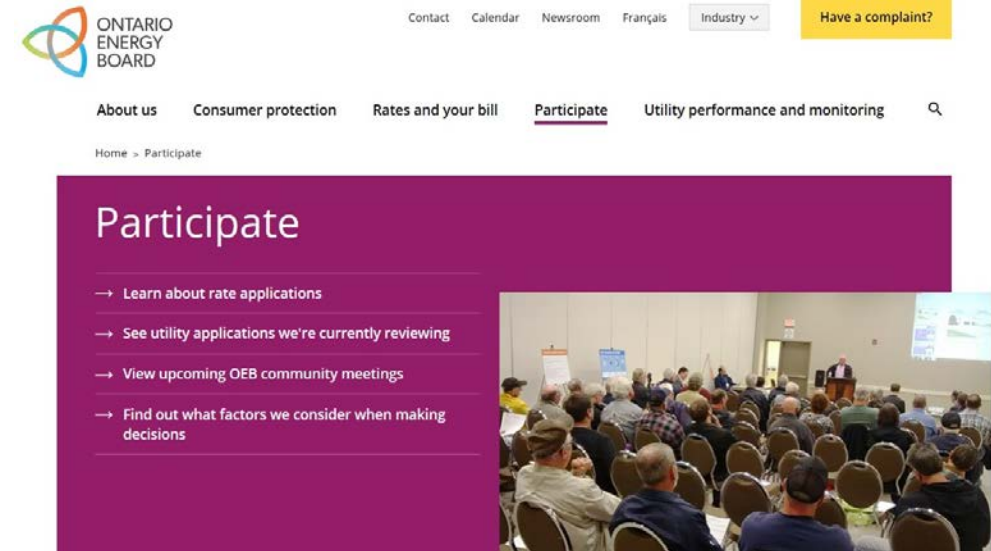 ONTARIO
ENERGY
BOARD
Contact Calendar Newsroom Français Industry Have a complaint?
About us Consumer protection Rates and your bill Participate Utility performance and monitoring
Home > Participate
Participate
→ Learn about rate applications
→ See utility applications we're currently reviewing
→ View upcoming OEB community meetings
→ Find out what factors we consider when making
decisions